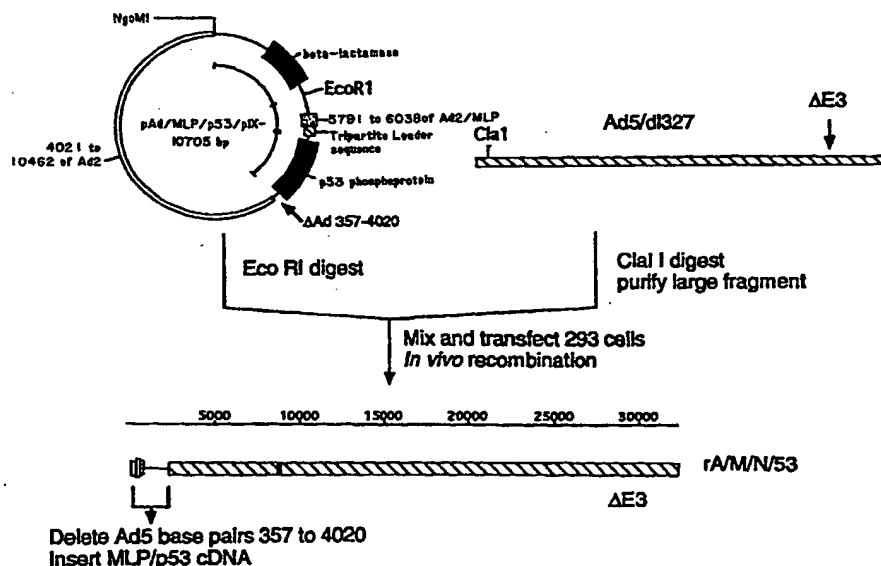 NgoMI
beta-lactamase
EcoR1
5791 to 6038of Ad2/MLP
Tripartite Leader
sequence
p53 phosphoprotein
ΔAd 357-4020
pAd/MLP/p53/pIX-
10705 bp
4021 to
10462 of Ad2
Cla1
Ad5/dl327
ΔE3
Eco RI digest
Clal I digest
purify large fragment
Mix and transfect 293 cells
In vivo recombination
5000 10000 15000 20000 25000 30000
rA/M/N/53
ΔE3
Delete Ad5 base pairs 357 to 4020
Insert MLP/p53 cDNA